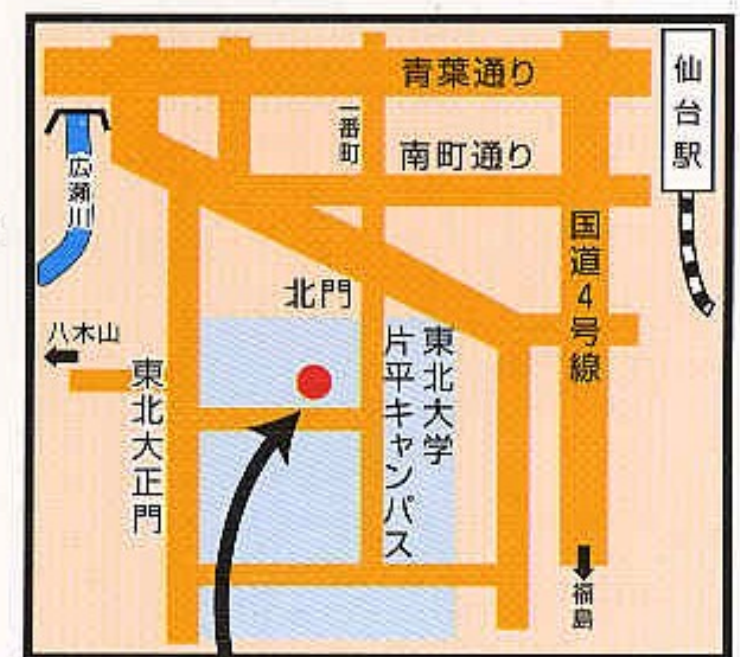 青葉通り
仙台駅
一番町
南町通り
広瀬川
国道4号線
北門
八木山
東北大学
片平キャンパス
東北大正門
福島